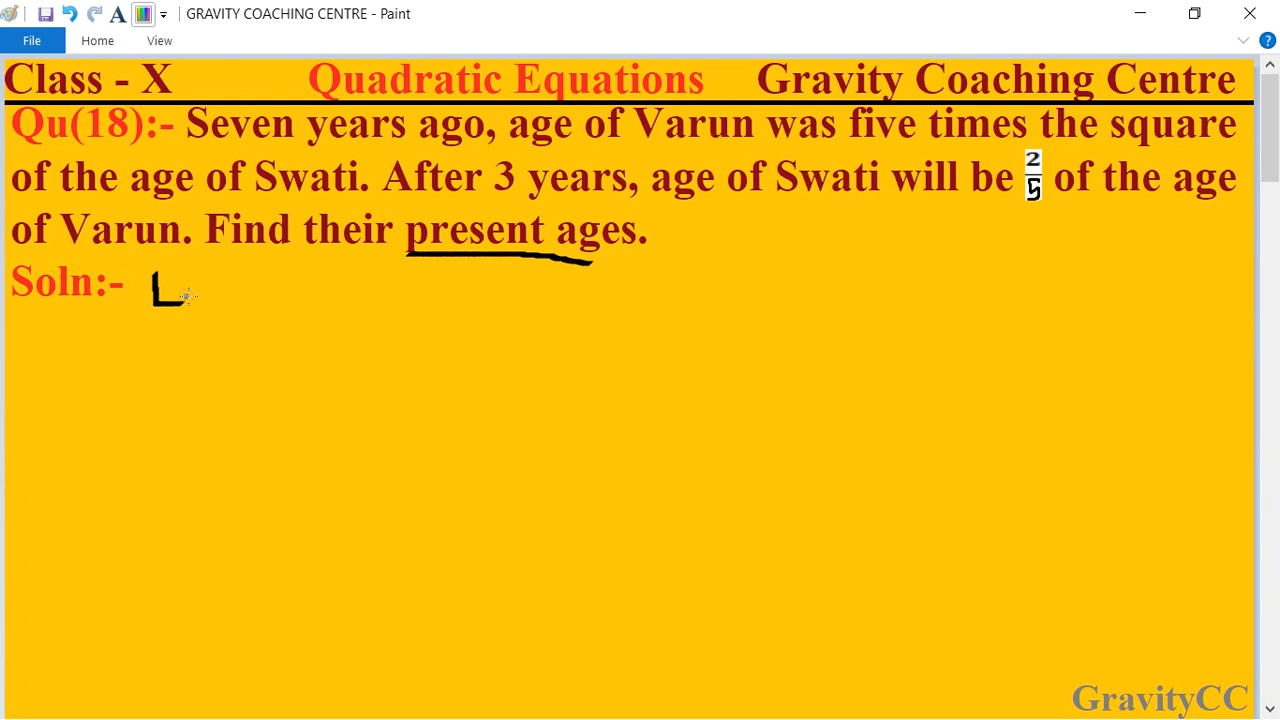 GRAVITY COACHING CENTRE - Paint
File Home View
Class - X Quadratic Equations Gravity Coaching Centre
Qu(18):- Seven years ago, age of Varun was five times the square
of the age of Swati. After 3 years, age of Swati will be 2/5 of the age
of Varun. Find their present ages.
Soln:- L
GravityCC